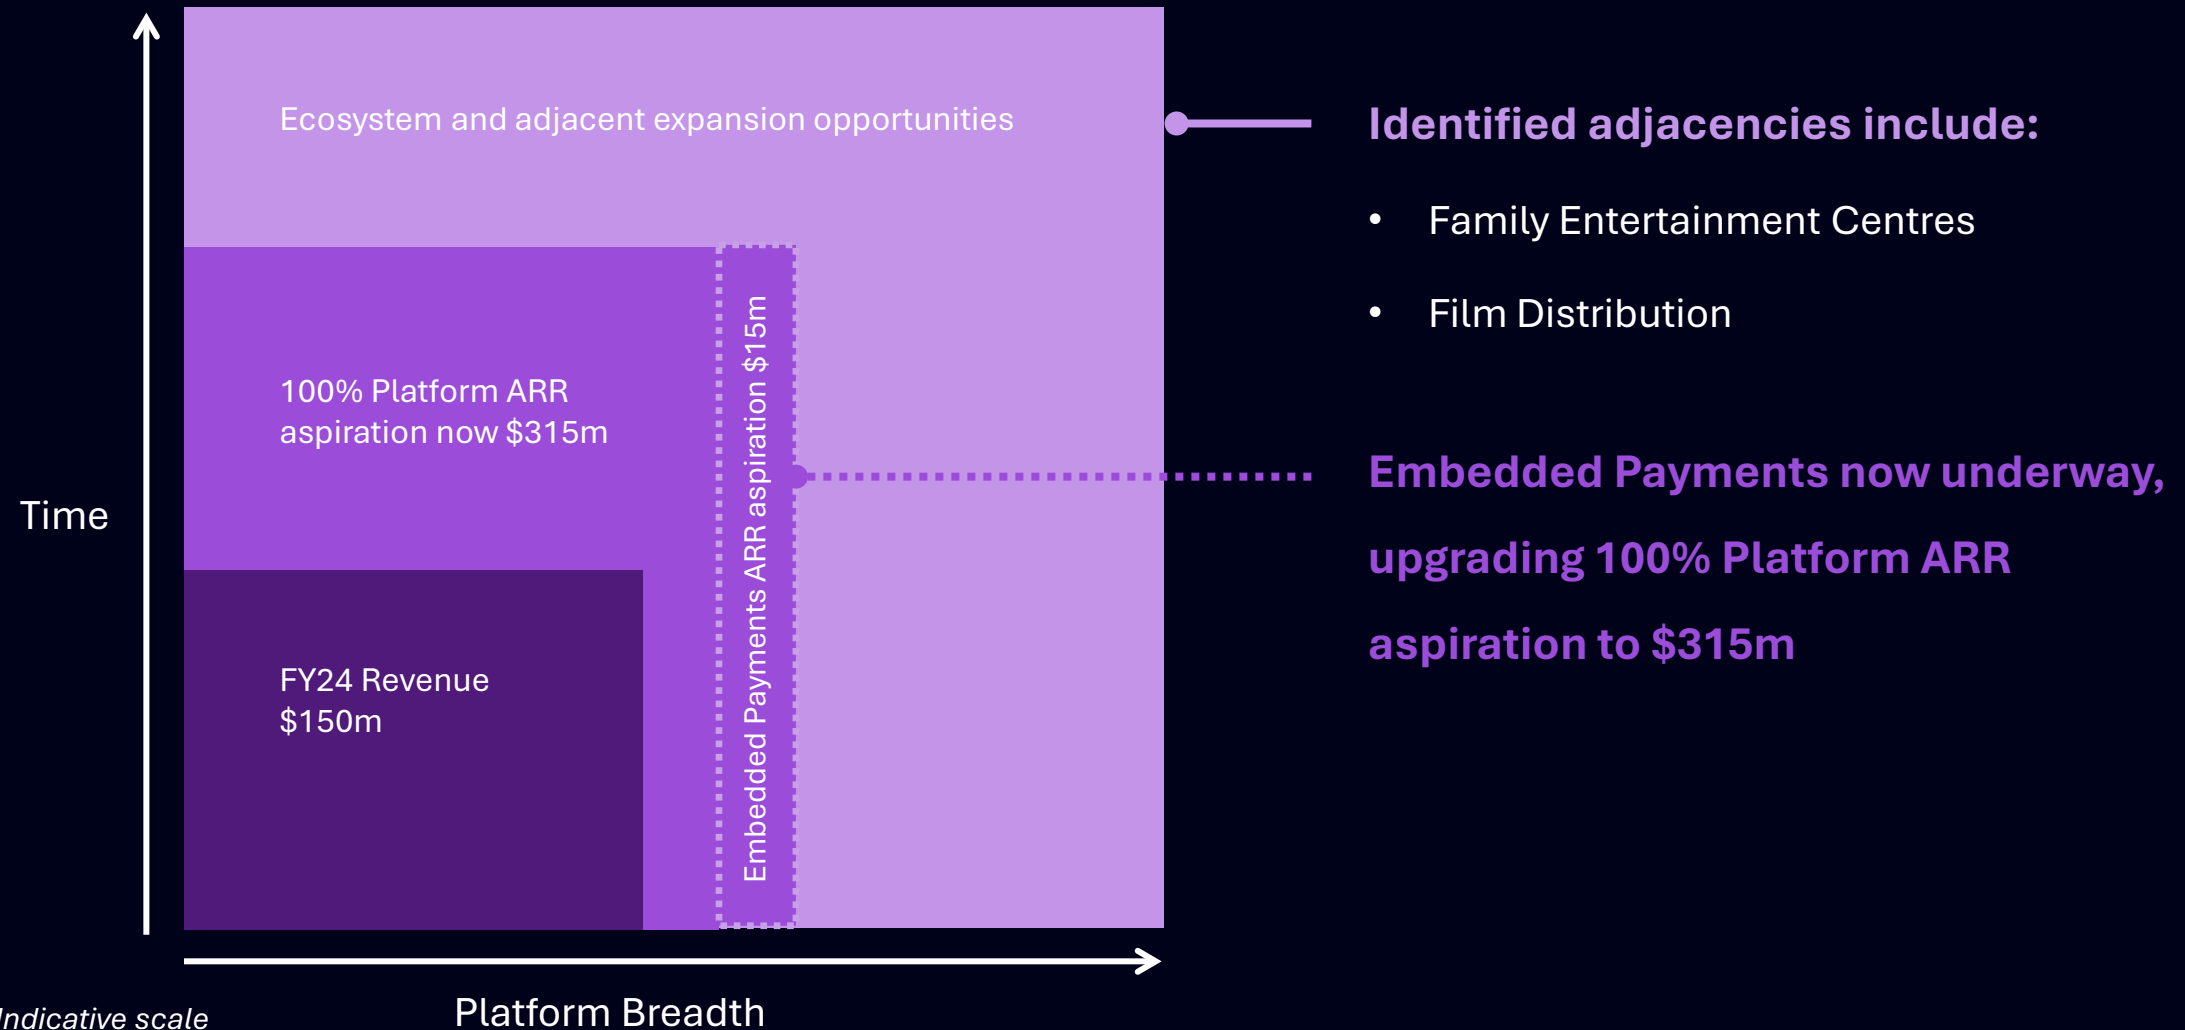 Ecosystem and adjacent expansion opportunities
100% Platform ARR
aspiration now $315m
Embedded Payments ARR aspiration $15m
FY24 Revenue
$150m
Time
Platform Breadth
Indicative scale
Identified adjacencies include:
• Family Entertainment Centres
• Film Distribution
Embedded Payments now underway,
upgrading 100% Platform ARR
aspiration to $315m